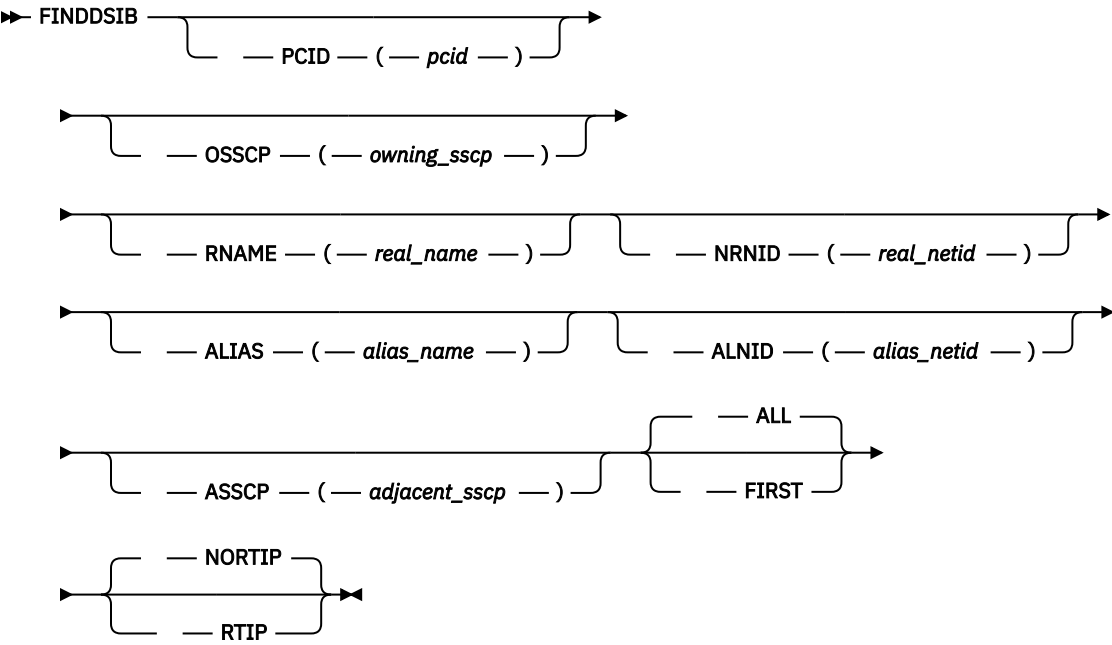 FINDDSIB
PCID ( pcid )
OSSCP ( owning_sscp )
RNAME ( real_name ) NRNID ( real_netid )
ALIAS ( alias_name ) ALNID ( alias_netid )
ALL
ASSCP ( adjacent_sscp ) FIRST
NORTIP
RTIP